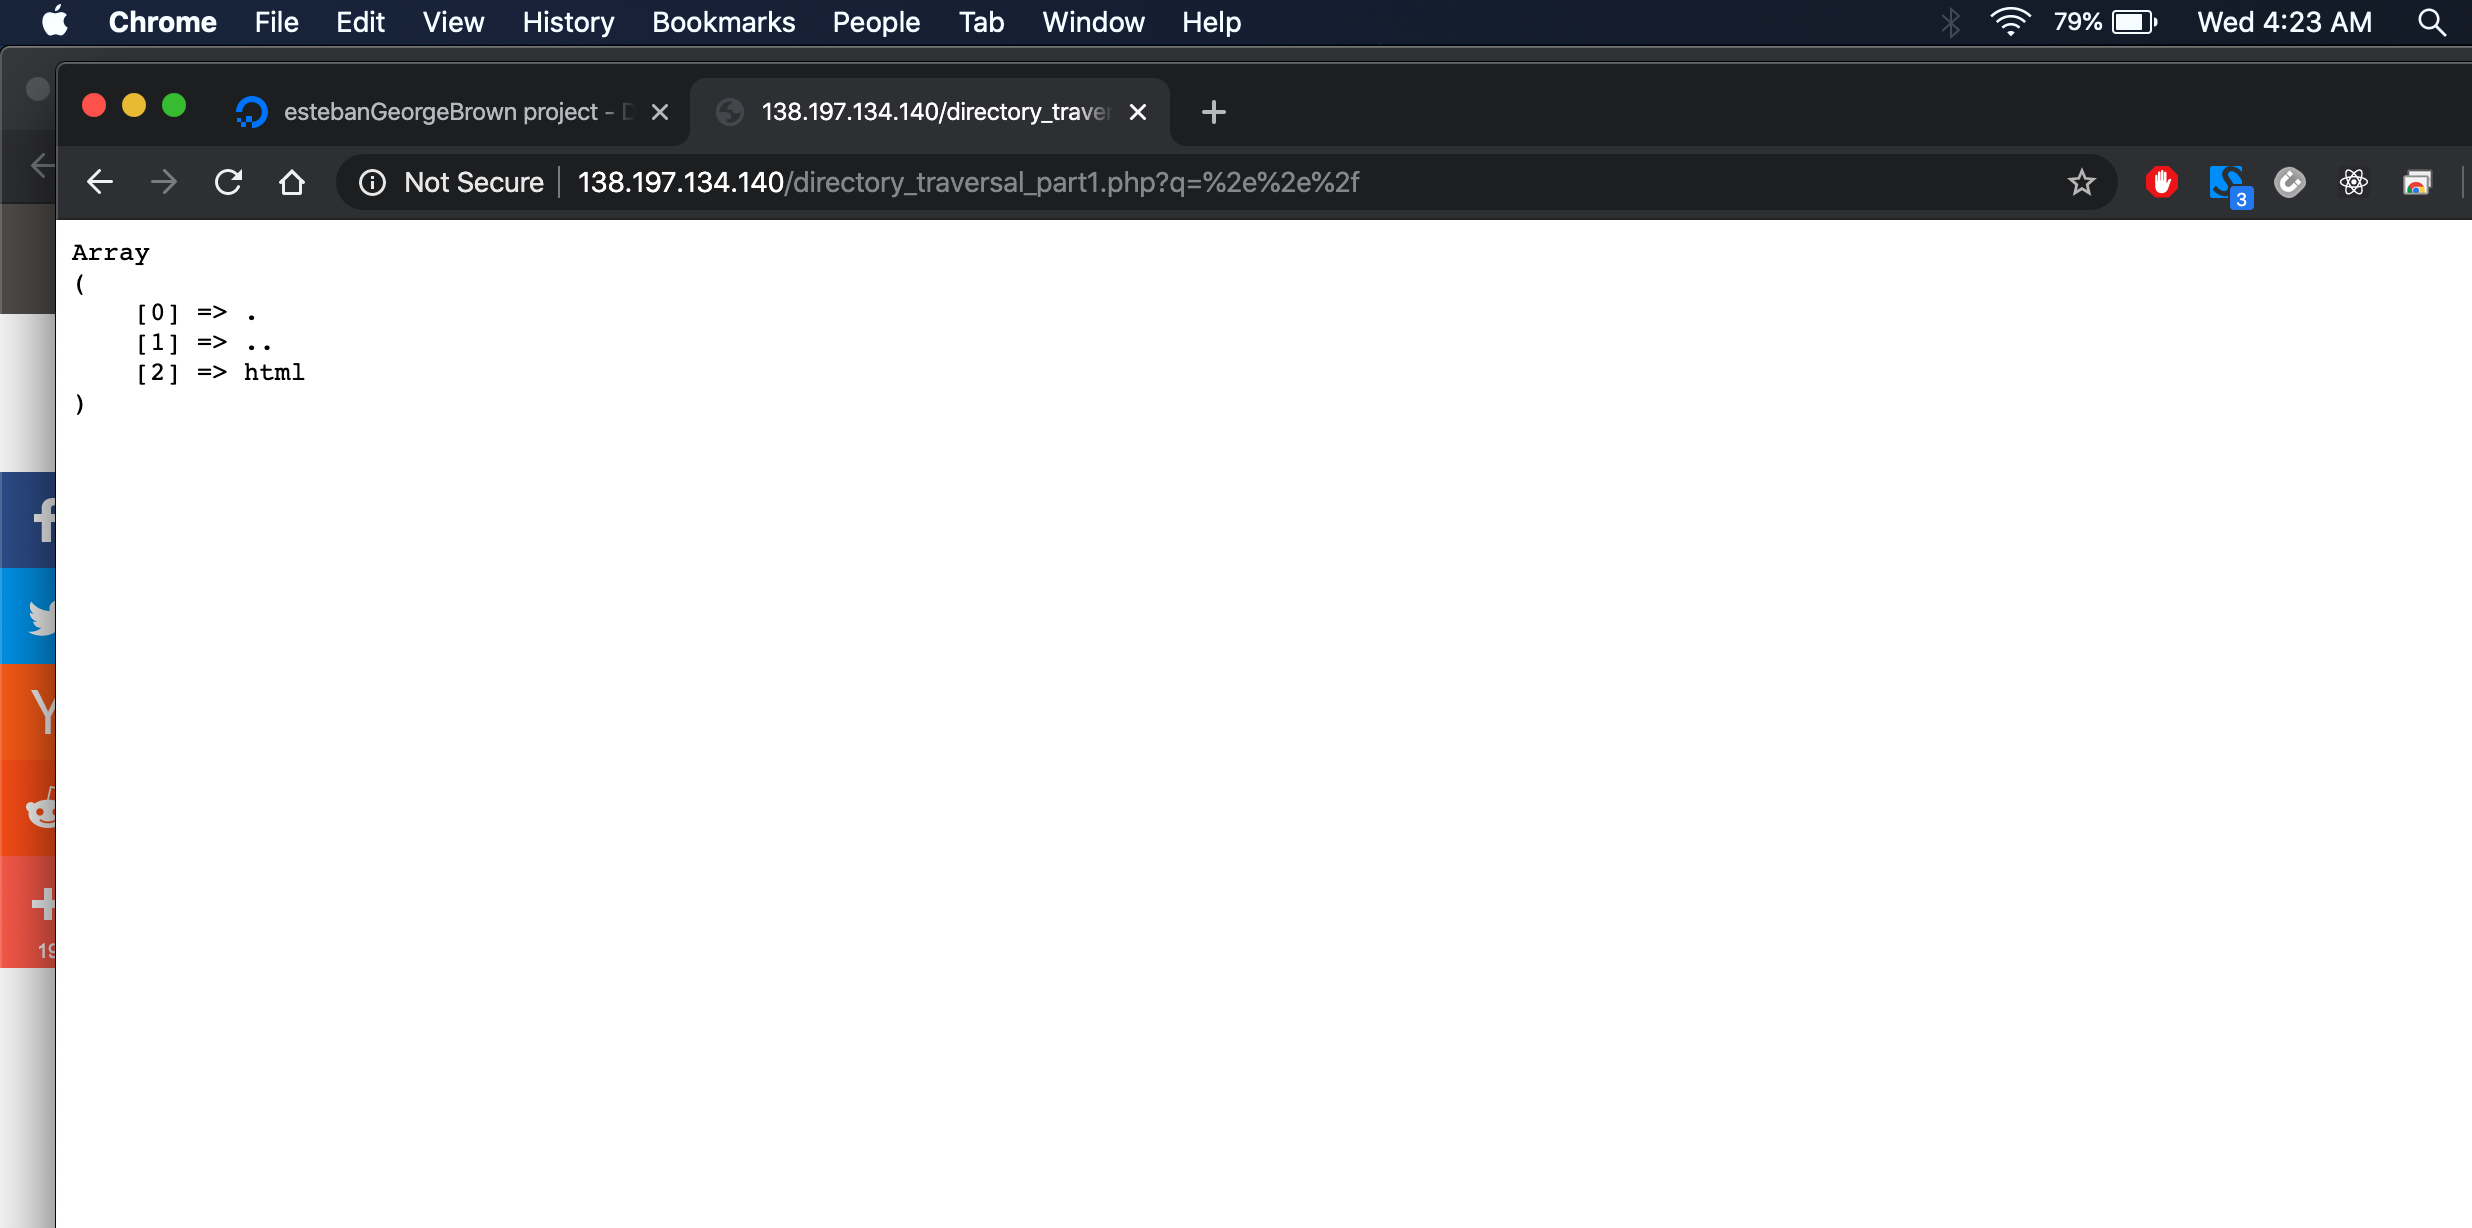 Chrome File Edit View History Bookmarks People Tab Window Help 79% Wed 4:23 AM
estebanGeorgeBrown project - 138.197.134.140/directory_traver
Not Secure 138.197.134.140/directory_traversal_part1.php?q=%2e%2e%2f 3
Array
(
[0] => .
[1] => ..
[2] => html
)